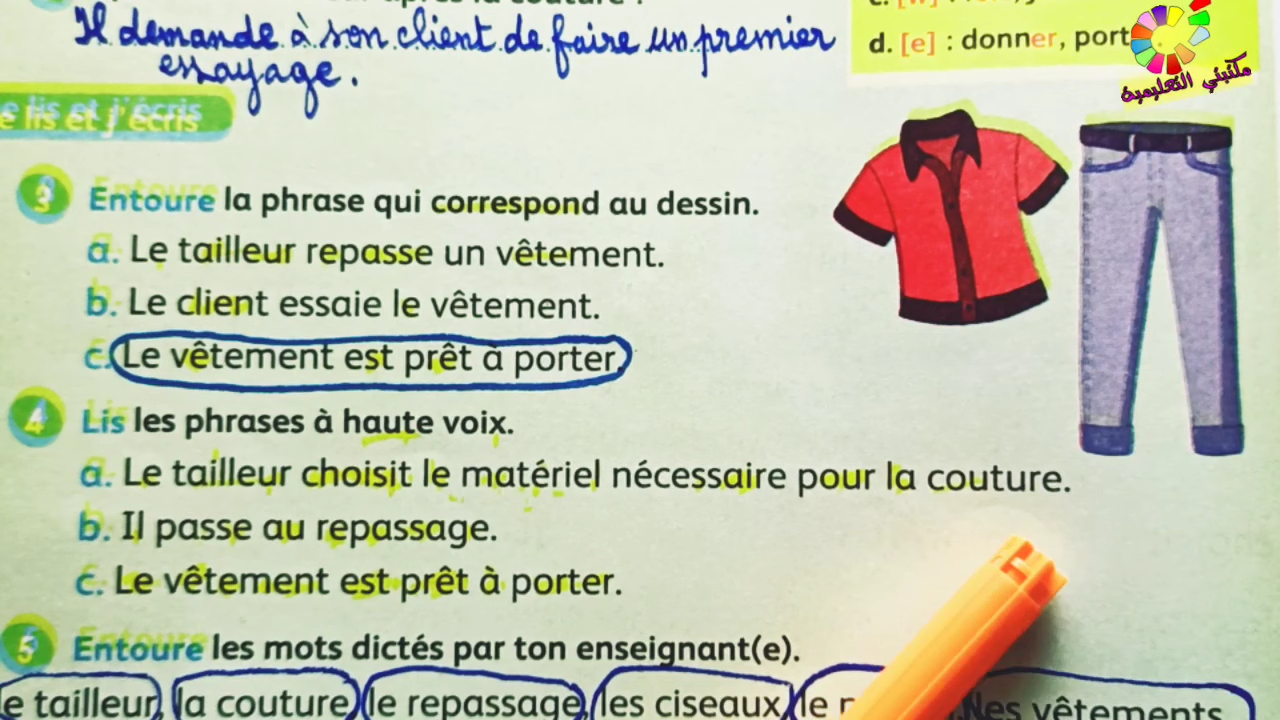 Il demande à son client de faire un premier
essayage.
d. [e] : donner, port
مكتبتي التعليمية
e lis et j'écris
3 Entoure la phrase qui correspond au dessin.
a. Le tailleur repasse un vêtement.
b. Le client essaie le vêtement.
c. Le vêtement est prêt à porter.
4 Lis les phrases à haute voix.
a. Le tailleur choisit le matériel nécessaire pour la couture.
b. Il passe au repassage.
c. Le vêtement est prêt à porter.
5 Entoure les mots dictés par ton enseignant(e).
le tailleur, la couture, le repassage, les ciseaux, le les vêtements.